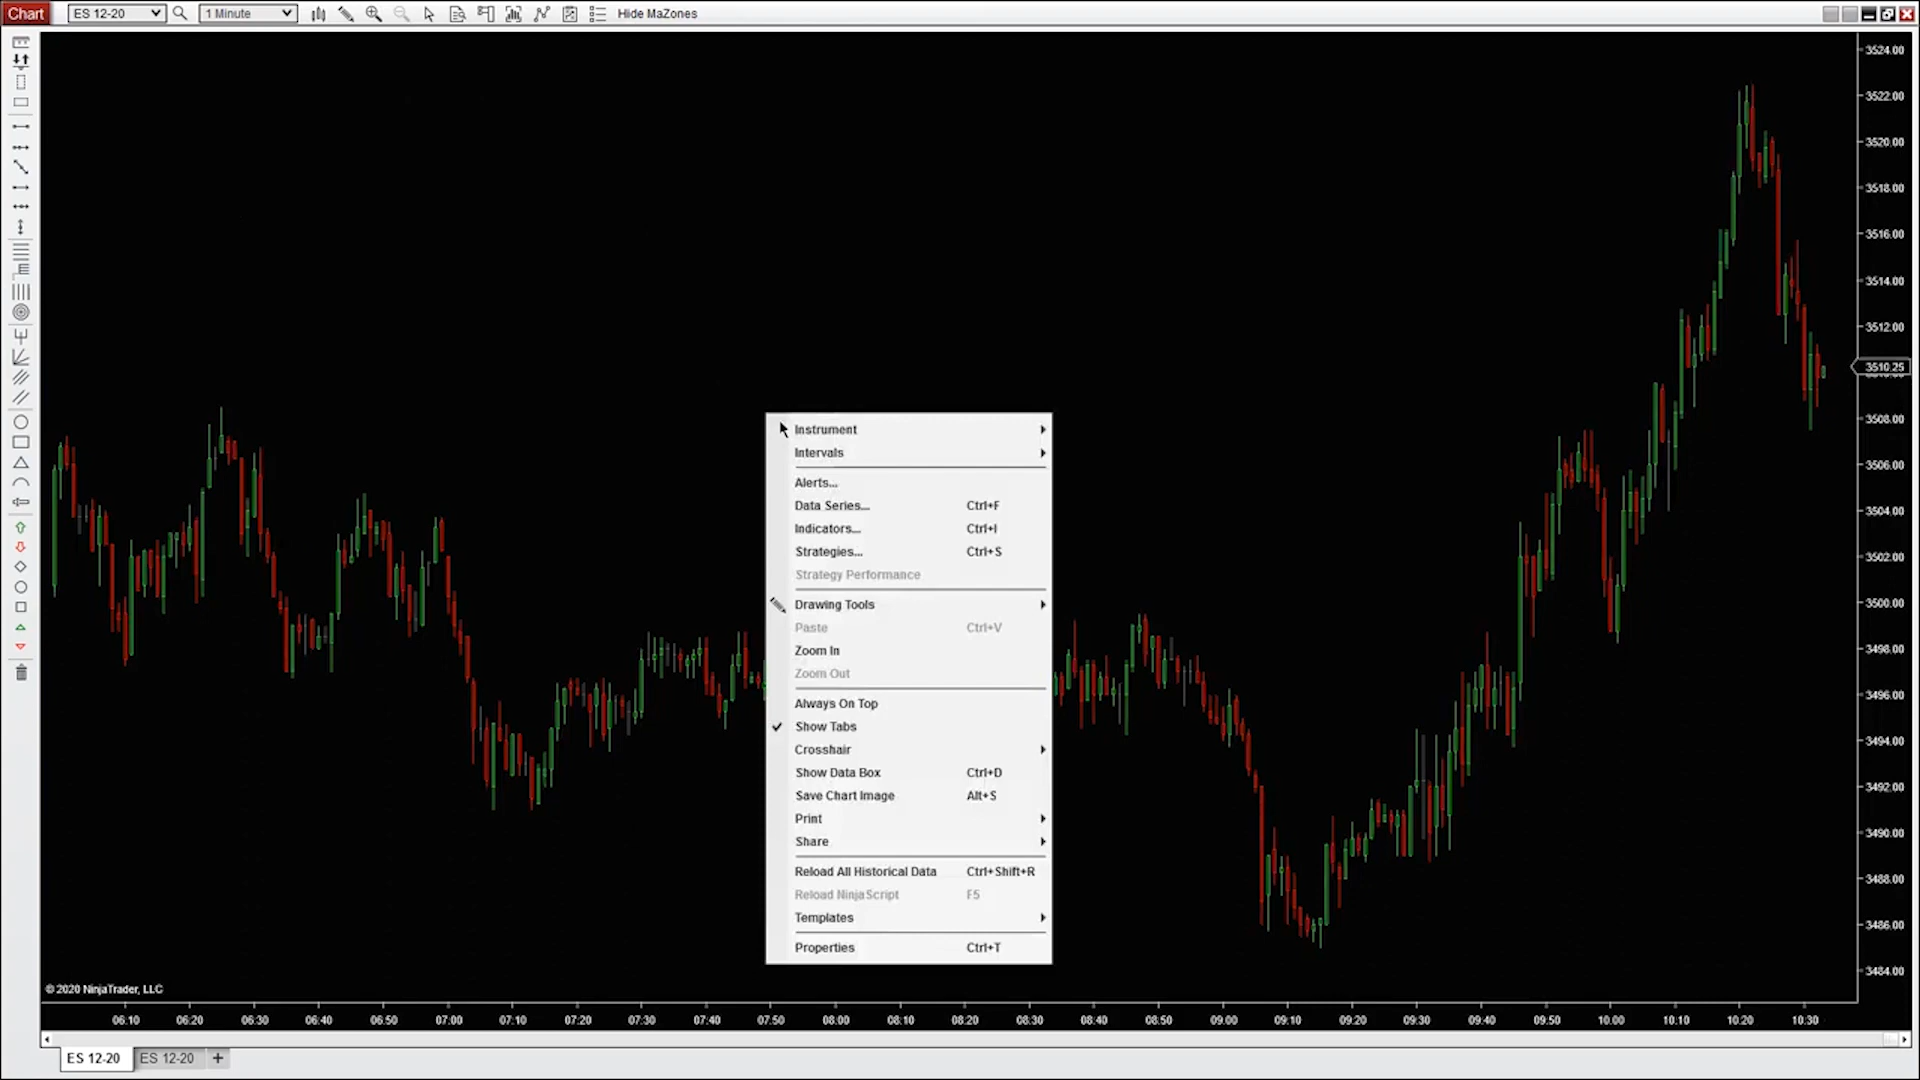 Chart ES 12-20 1 Minute Hide MaZones
3524.00
3522.00
3520.00
3518.00
3516.00
3514.00
3512.00
3510.25
3508.00
3506.00
3504.00
3502.00
3500.00
3498.00
3496.00
3494.00
3492.00
3490.00
3488.00
3486.00
3484.00
Instrument
Intervals
Alerts...
Data Series... Ctrl+F
Indicators... Ctrl+I
Strategies... Ctrl+S
Strategy Performance
Drawing Tools
Paste Ctrl+V
Zoom In
Zoom Out
Always On Top
Show Tabs
Crosshair
Show Data Box Ctrl+D
Save Chart Image Alt+S
Print
Share
Reload All Historical Data Ctrl+Shift+R
Reload NinjaScript F5
Templates
Properties Ctrl+T
© 2020 NinjaTrader, LLC
06:10 06:20 06:30 06:40 06:50 07:00 07:10 07:20 07:30 07:40 07:50 08:00 08:10 08:20 08:30 08:40 08:50 09:00 09:10 09:20 09:30 09:40 09:50 10:00 10:10 10:20 10:30
ES 12-20 ES 12-20 +